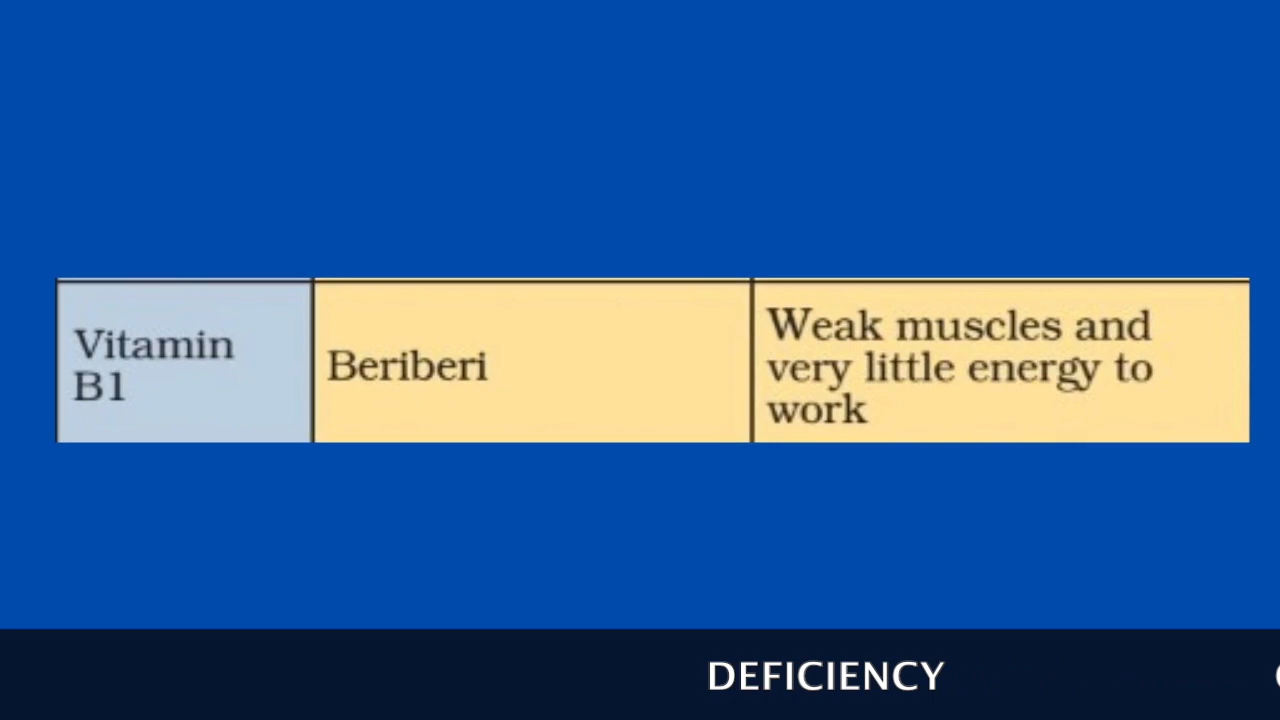 Vitamin
B1
Beriberi
Weak muscles and
very little energy to
work
DEFICIENCY